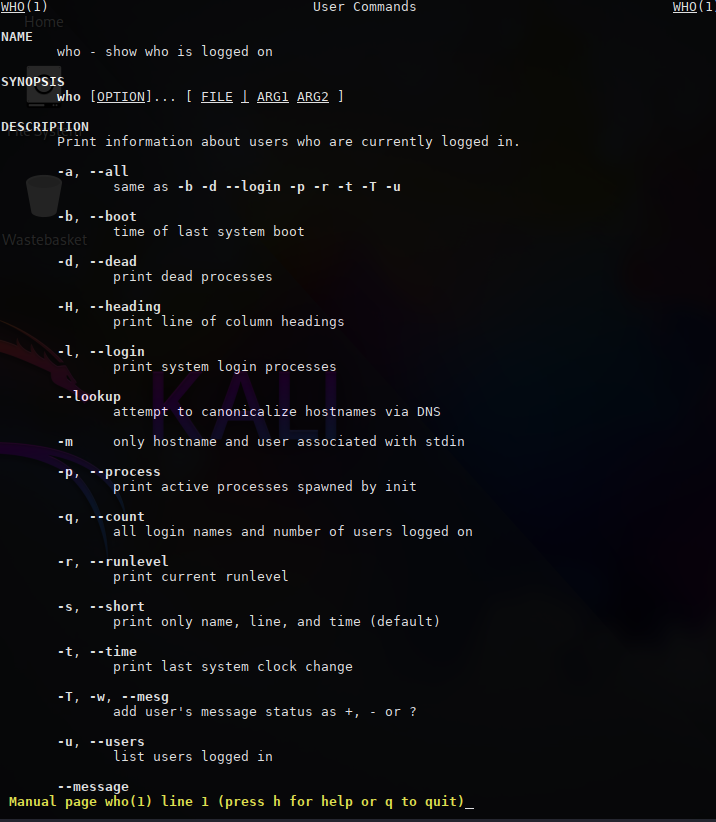 WHO(1) User Commands WHO(1)
Home
NAME
who - show who is logged on
SYNOPSIS
who [OPTION]... [ FILE | ARG1 ARG2 ]
DESCRIPTION
File System
Print information about users who are currently logged in.
-a, --all
same as -b -d --login -p -r -t -T -u
-b, --boot
time of last system boot
Wastebasket
-d, --dead
print dead processes
-H, --heading
print line of column headings
-l, --login
print system login processes
--lookup
attempt to canonicalize hostnames via DNS
KALI
-m only hostname and user associated with stdin
-p, --process
print active processes spawned by init
-q, --count
all login names and number of users logged on
-r, --runlevel
print current runlevel
-s, --short
print only name, line, and time (default)
-t, --time
print last system clock change
-T, -w, --mesg
add user's message status as +, - or ?
-u, --users
list users logged in
--message
Manual page who(1) line 1 (press h for help or q to quit)